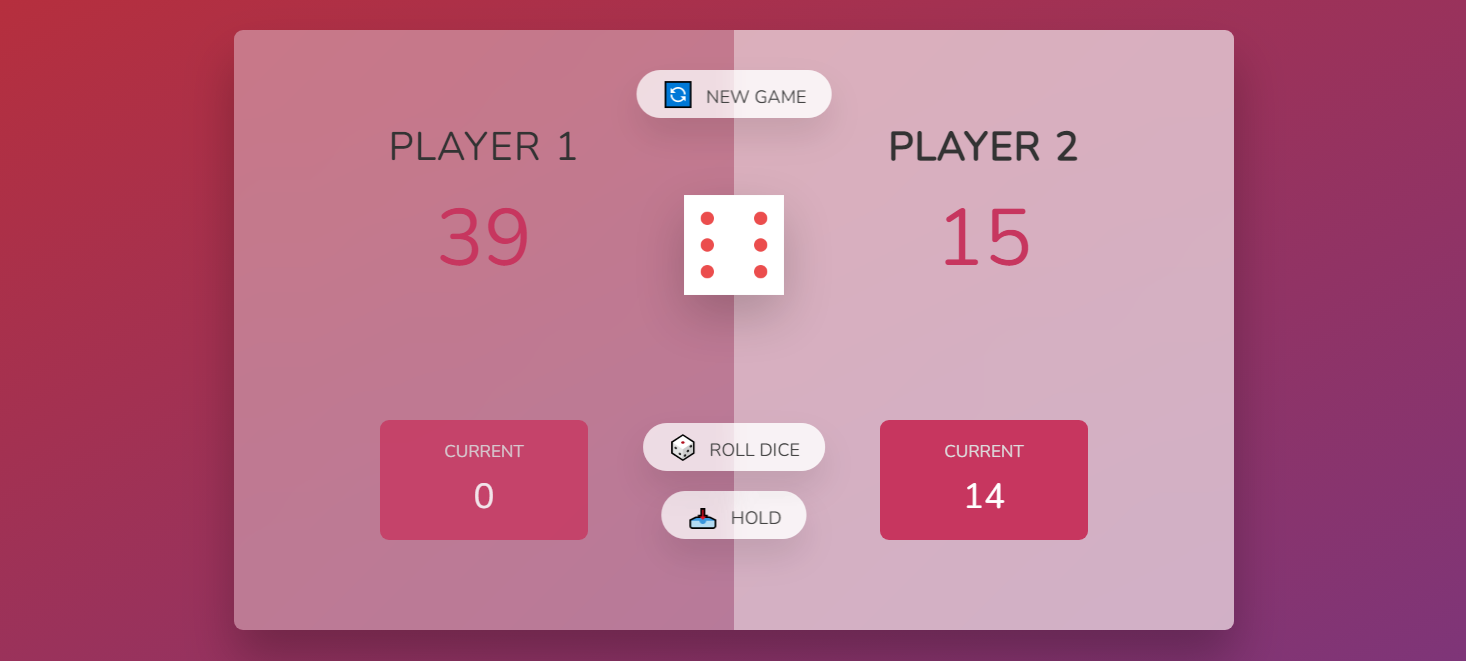 NEW GAME
PLAYER 1
39
CURRENT
0
PLAYER 2
15
CURRENT
14
ROLL DICE
HOLD